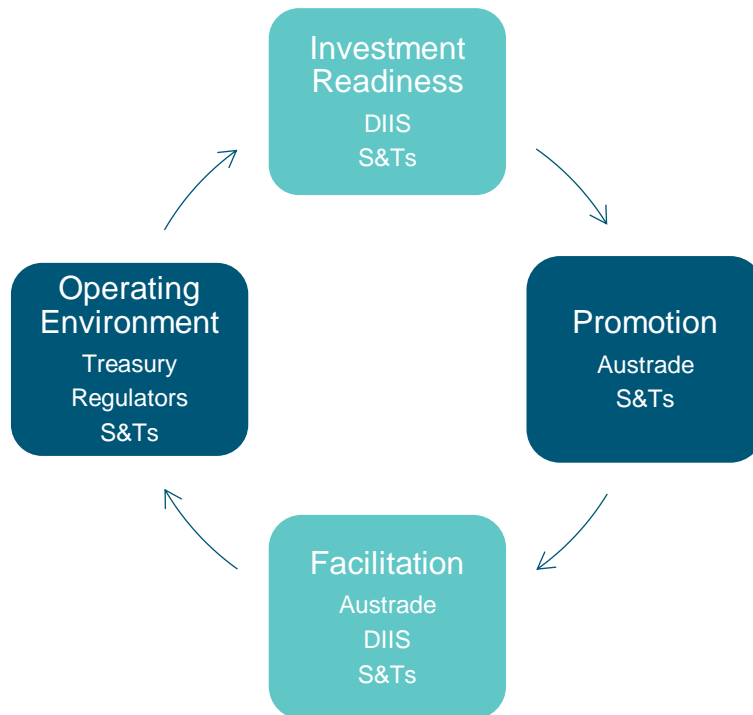 Investment
Readiness
DIIS
S&Ts
Operating
Environment
Treasury
Regulators
S&Ts
Promotion
Austrade
S&Ts
Facilitation
Austrade
DIIS
S&Ts